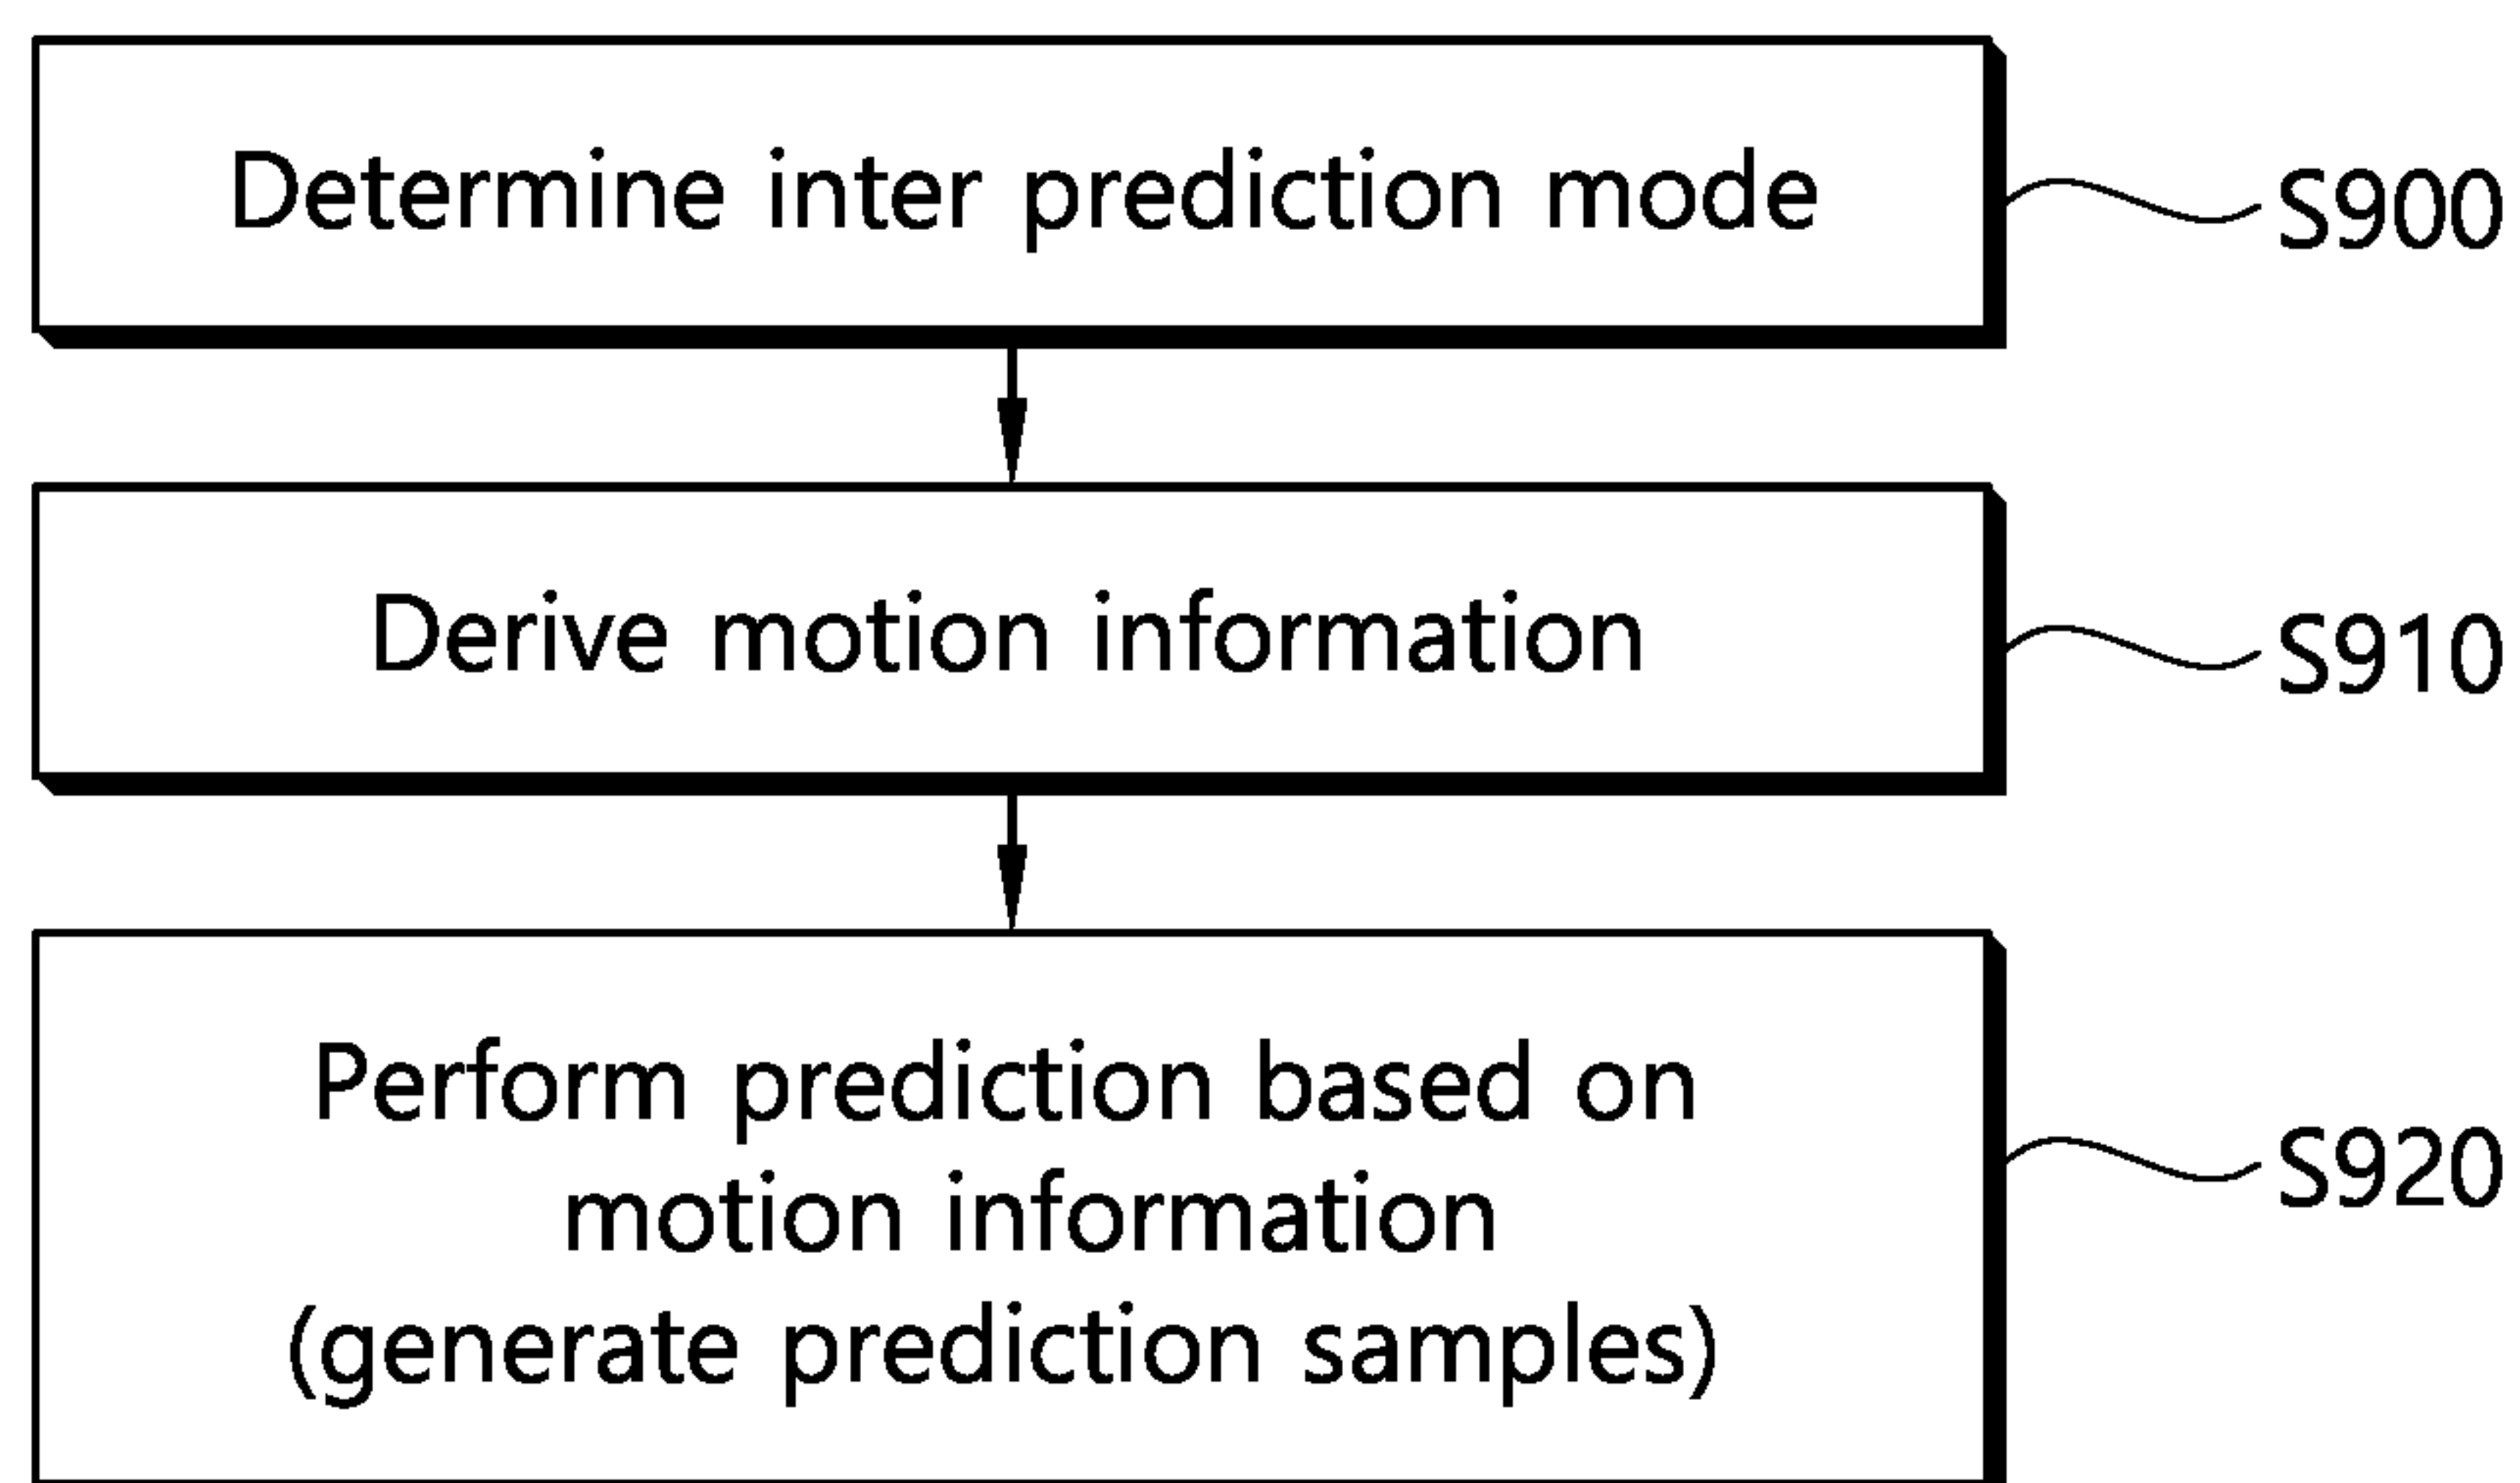 Determine inter prediction mode
S900
Derive motion information
S910
Perform prediction based on
motion information
(generate prediction samples)
S920